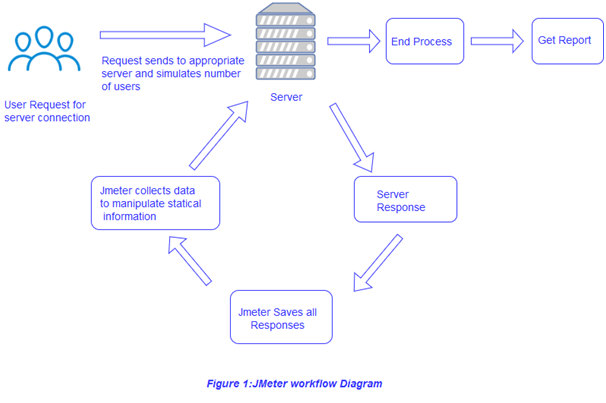 User Request for
server connection
Request sends to appropriate
server and simulates number
of users
Server
End Process
Get Report
Server
Response
Jmeter Saves all
Responses
Jmeter collects data
to manipulate statical
information
Figure 1:JMeter workflow Diagram